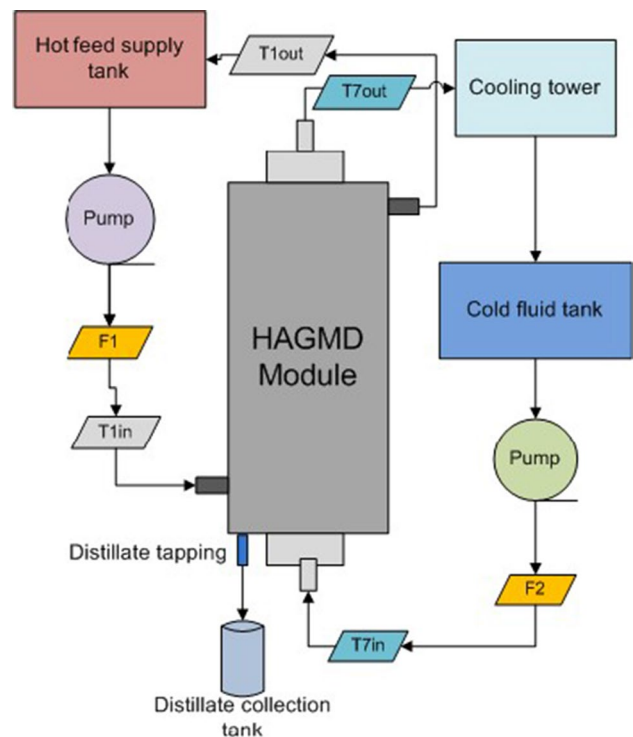 Hot feed supply
tank
T1out
T7out
Cooling tower
Pump
F1
T1in
HAGMD
Module
Cold fluid tank
Pump
Distillate tapping
F2
T7in
Distillate collection
tank